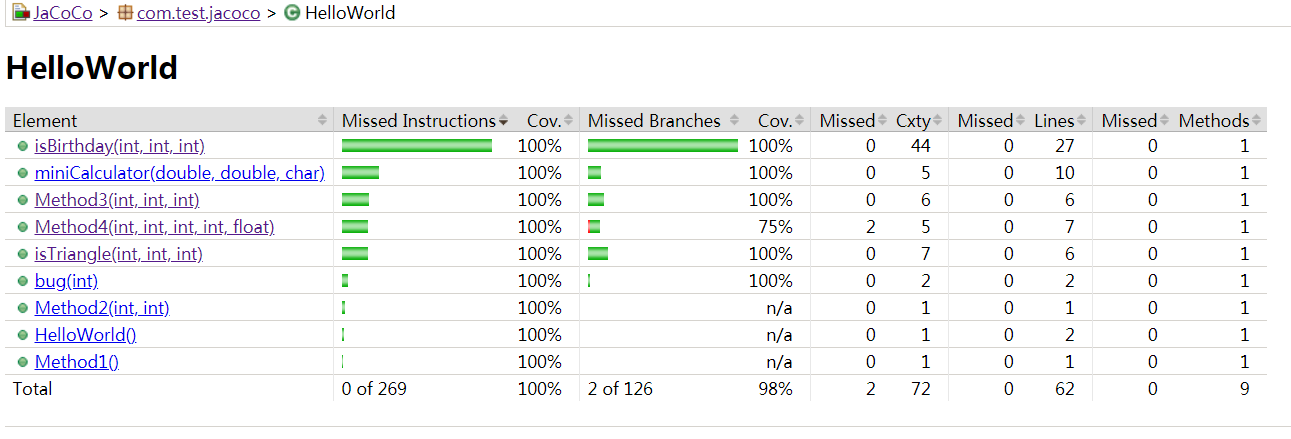 JaCoCo > com.test.jacoco > HelloWorld
HelloWorld
Element Missed Instructions Cov. Missed Branches Cov. Missed Cxty Missed Lines Missed Methods
isBirthday(int, int, int) 100% 100% 0 44 0 27 0 1
miniCalculator(double, double, char) 100% 100% 0 5 0 10 0 1
Method3(int, int, int) 100% 100% 0 6 0 6 0 1
Method4(int, int, int, int, float) 100% 75% 2 5 0 7 0 1
isTriangle(int, int, int) 100% 100% 0 7 0 6 0 1
bug(int) 100% 100% 0 2 0 2 0 1
Method2(int, int) 100% n/a 0 1 0 1 0 1
HelloWorld() 100% n/a 0 1 0 2 0 1
Method1() 100% n/a 0 1 0 1 0 1
Total 0 of 269 100% 2 of 126 98% 2 72 0 62 0 9